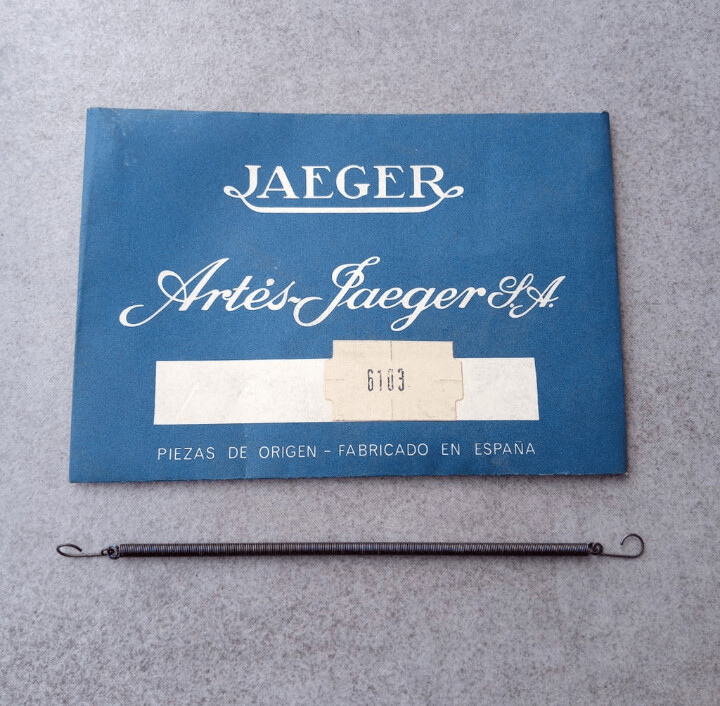 JAEGER
Artés-Jaeger S.A.
6103
PIEZAS DE ORIGEN – FABRICADO EN ESPAÑA